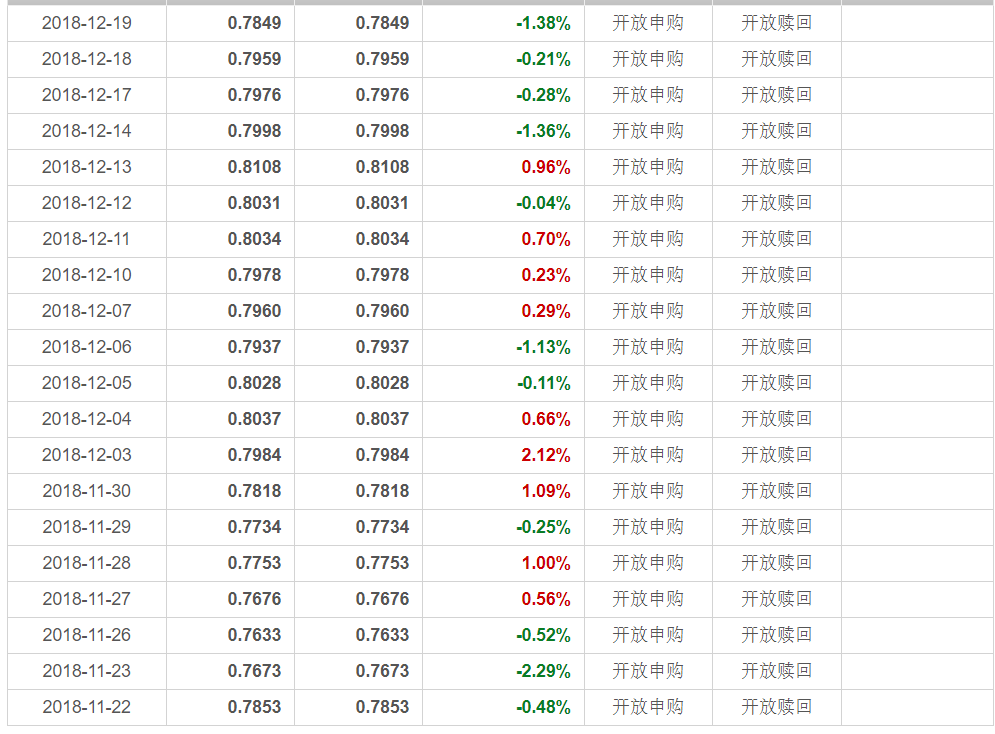 2018-12-19 0.7849 0.7849 -1.38% 开放申购 开放赎回
2018-12-18 0.7959 0.7959 -0.21% 开放申购 开放赎回
2018-12-17 0.7976 0.7976 -0.28% 开放申购 开放赎回
2018-12-14 0.7998 0.7998 -1.36% 开放申购 开放赎回
2018-12-13 0.8108 0.8108 0.96% 开放申购 开放赎回
2018-12-12 0.8031 0.8031 -0.04% 开放申购 开放赎回
2018-12-11 0.8034 0.8034 0.70% 开放申购 开放赎回
2018-12-10 0.7978 0.7978 0.23% 开放申购 开放赎回
2018-12-07 0.7960 0.7960 0.29% 开放申购 开放赎回
2018-12-06 0.7937 0.7937 -1.13% 开放申购 开放赎回
2018-12-05 0.8028 0.8028 -0.11% 开放申购 开放赎回
2018-12-04 0.8037 0.8037 0.66% 开放申购 开放赎回
2018-12-03 0.7984 0.7984 2.12% 开放申购 开放赎回
2018-11-30 0.7818 0.7818 1.09% 开放申购 开放赎回
2018-11-29 0.7734 0.7734 -0.25% 开放申购 开放赎回
2018-11-28 0.7753 0.7753 1.00% 开放申购 开放赎回
2018-11-27 0.7676 0.7676 0.56% 开放申购 开放赎回
2018-11-26 0.7633 0.7633 -0.52% 开放申购 开放赎回
2018-11-23 0.7673 0.7673 -2.29% 开放申购 开放赎回
2018-11-22 0.7853 0.7853 -0.48% 开放申购 开放赎回